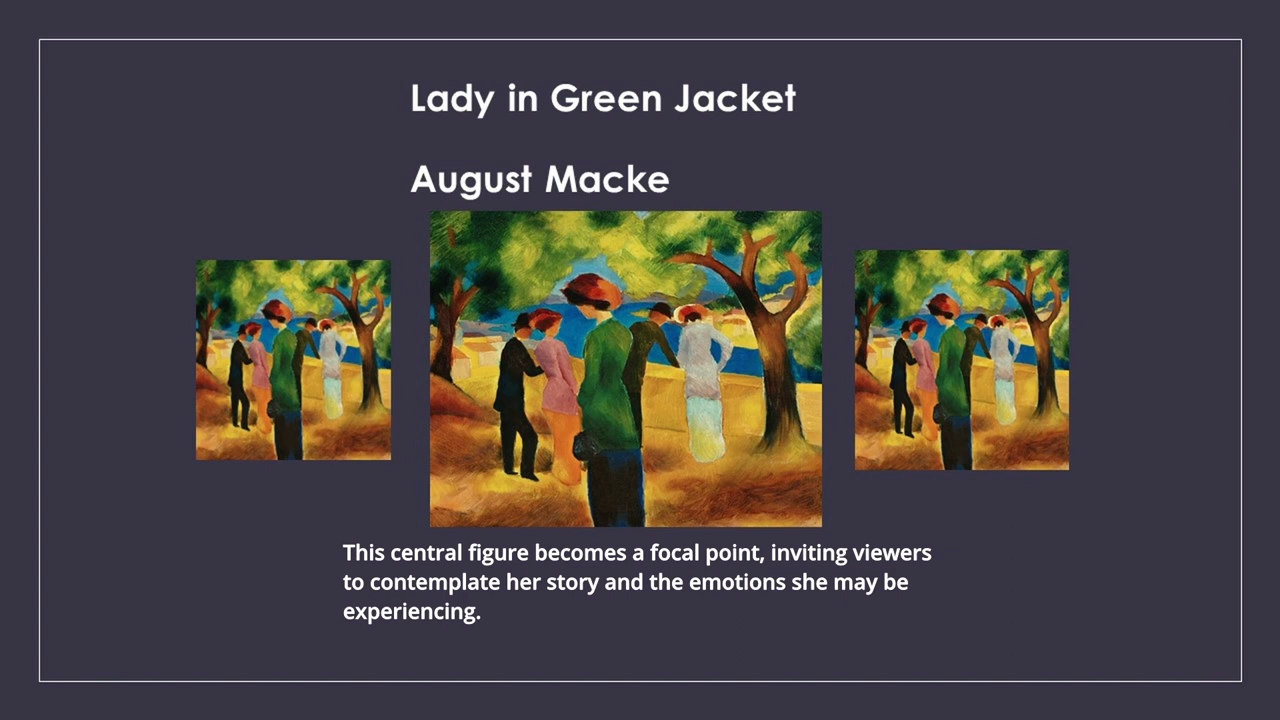 Lady in Green Jacket
August Macke
This central figure becomes a focal point, inviting viewers
to contemplate her story and the emotions she may be
experiencing.